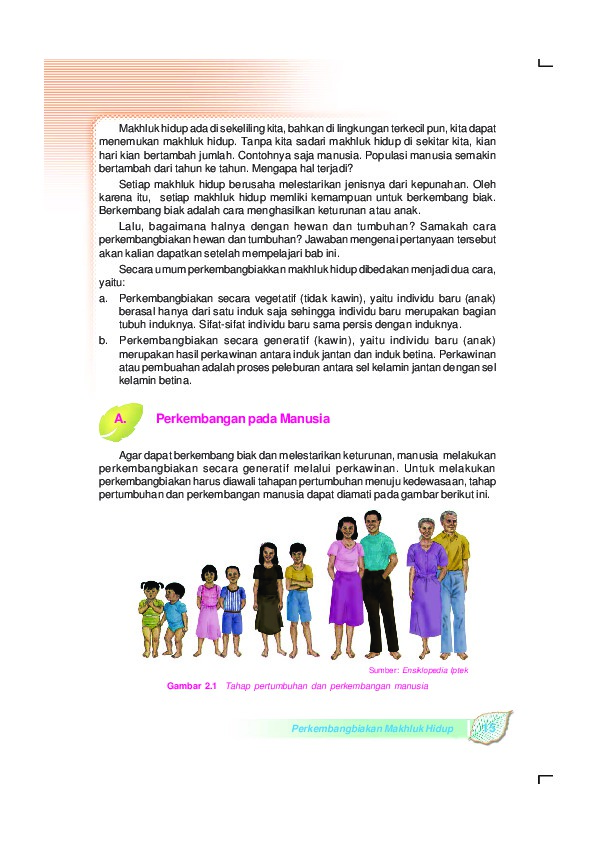 Makhluk hidup ada di sekeliling kita, bahkan di lingkungan terkecil pun, kita dapat
menemukan makhluk hidup. Tanpa kita sadari makhluk hidup di sekitar kita, kian
hari kian bertambah jumlah. Contohnya saja manusia. Populasi manusia semakin
bertambah dari tahun ke tahun. Mengapa hal terjadi?
Setiap makhluk hidup berusaha melestarikan jenisnya dari kepunahan. Oleh
karena itu, setiap makhluk hidup memliki kemampuan untuk berkembang biak.
Berkembang biak adalah cara menghasilkan keturunan atau anak.
Lalu, bagaimana halnya dengan hewan dan tumbuhan? Samakah cara
perkembangbiakan hewan dan tumbuhan? Jawaban mengenai pertanyaan tersebut
akan kalian dapatkan setelah mempelajari bab ini.
Secara umum perkembangbiakkan makhluk hidup dibedakan menjadi dua cara,
yaitu:
a. Perkembangbiakan secara vegetatif (tidak kawin), yaitu individu baru (anak)
berasal hanya dari satu induk saja sehingga individu baru merupakan bagian
tubuh induknya. Sifat-sifat individu baru sama persis dengan induknya.
b. Perkembangbiakan secara generatif (kawin), yaitu individu baru (anak)
merupakan hasil perkawinan antara induk jantan dan induk betina. Perkawinan
atau pembuahan adalah proses peleburan antara sel kelamin jantan dengan sel
kelamin betina.
A. Perkembangan pada Manusia
Agar dapat berkembang biak dan melestarikan keturunan, manusia melakukan
perkembangbiakan secara generatif melalui perkawinan. Untuk melakukan
perkembangbiakan harus diawali tahapan pertumbuhan menuju kedewasaan, tahap
pertumbuhan dan perkembangan manusia dapat diamati pada gambar berikut ini.
Sumber: Ensiklopedia Iptek
Gambar 2.1 Tahap pertumbuhan dan perkembangan manusia
Perkembangbiakan Makhluk Hidup 15